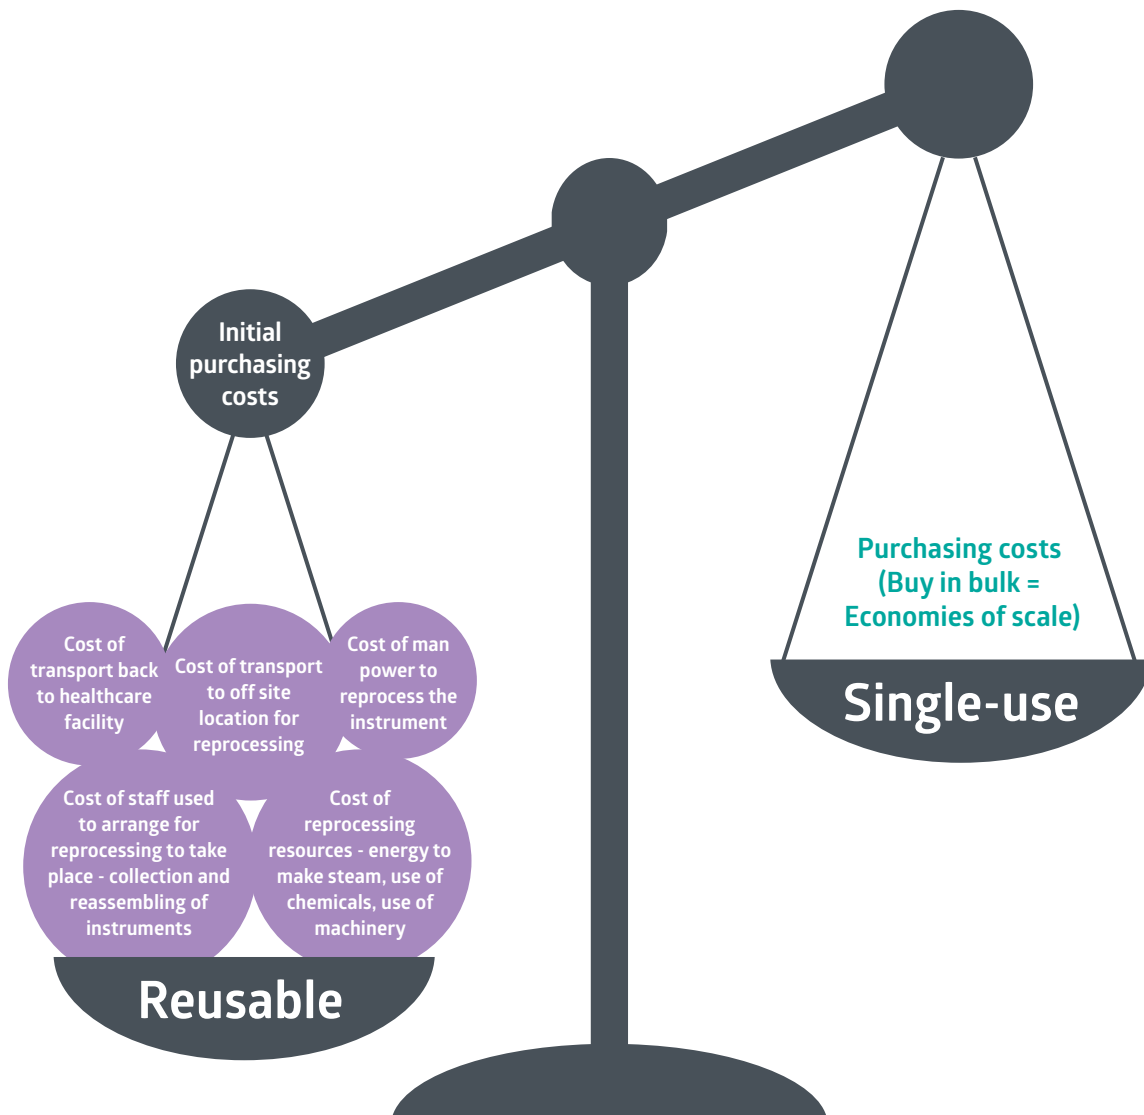 Initial
purchasing
costs
Purchasing costs
(Buy in bulk =
Economies of scale)
Single-use
Cost of
transport back
to healthcare
facility
Cost of transport
to off site
location for
reprocessing
Cost of man
power to
reprocess the
instrument
Cost of staff used
to arrange for
reprocessing to take
place - collection and
reassembling of
instruments
Cost of
reprocessing
resources - energy to
make steam, use of
chemicals, use of
machinery
Reusable